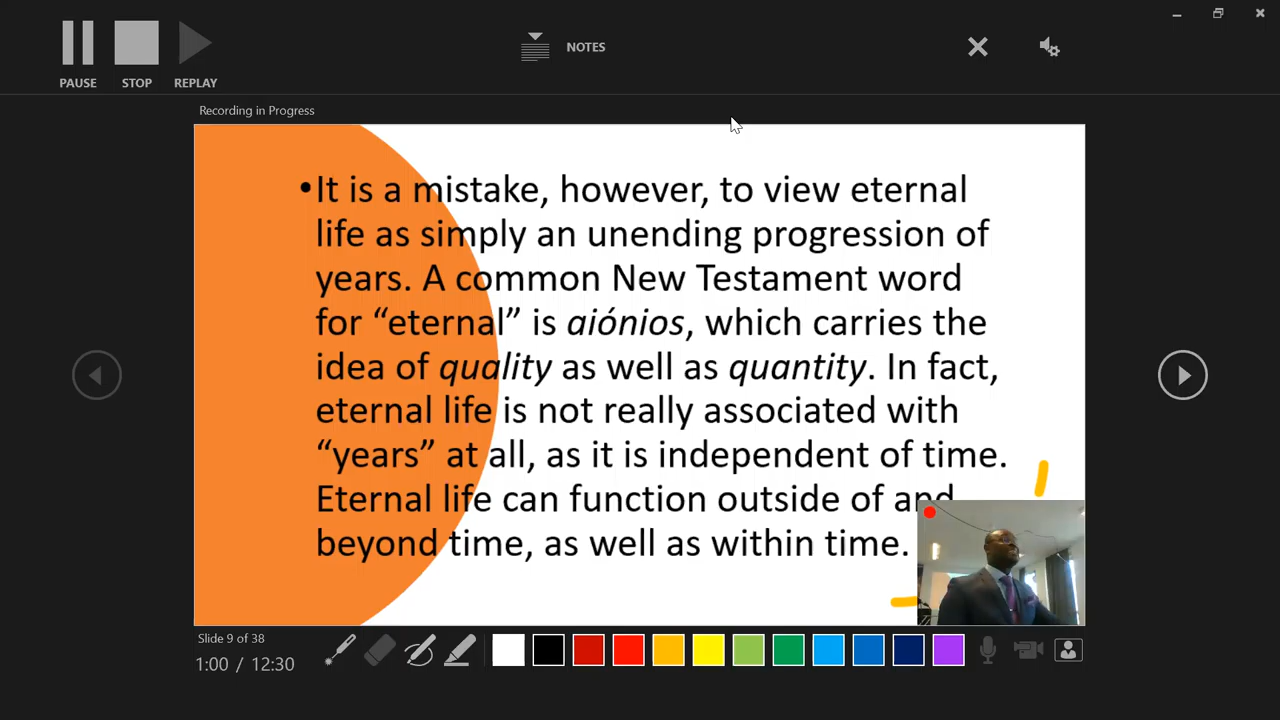 PAUSE STOP REPLAY
NOTES
Recording in Progress
•It is a mistake, however, to view eternal
life as simply an unending progression of
years. A common New Testament word
for “eternal” is aiónios, which carries the
idea of quality as well as quantity. In fact,
eternal life is not really associated with
“years” at all, as it is independent of time.
Eternal life can function outside of and
beyond time, as well as within time.
Slide 9 of 38
1:00 / 12:30